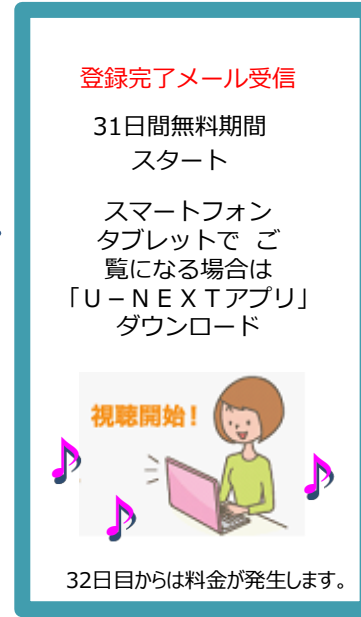 登録完了メール受信
31日間無料期間
スタート
スマートフォン
タブレットで ご
覧になる場合は
「U－NEXTアプリ」
ダウンロード
視聴開始！
32日目からは料金が発生します。